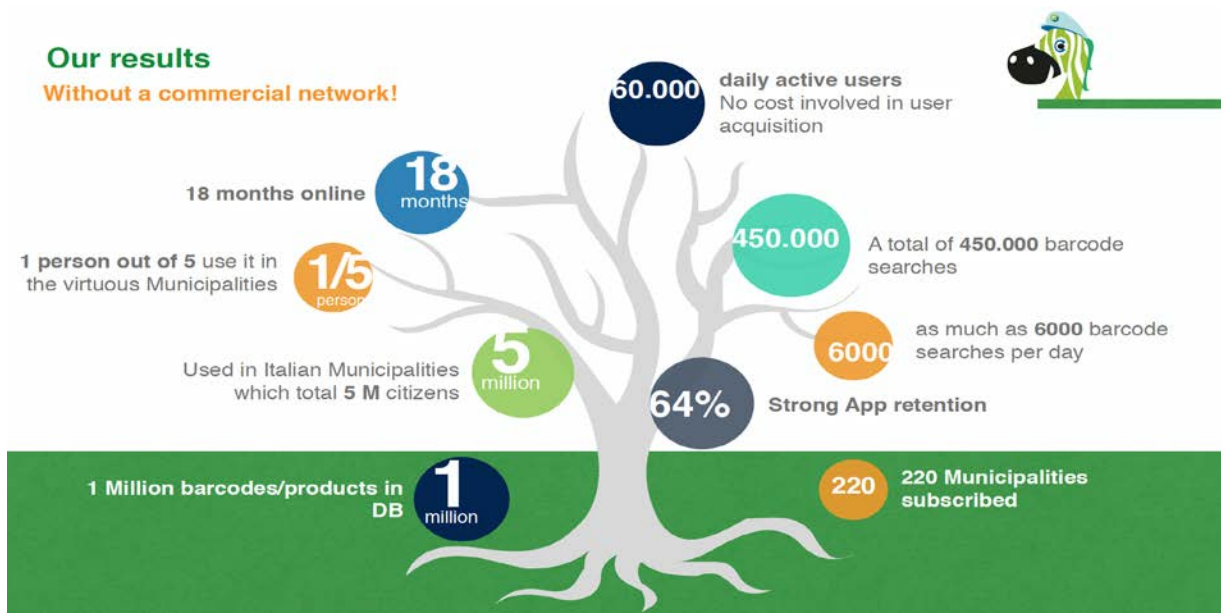 Our results
Without a commercial network!
60.000
daily active users
No cost involved in user
acquisition
18
months
18 months online
1/5
person
1 person out of 5 use it in
the virtuous Municipalities
450.000
A total of 450.000 barcode
searches
5
million
Used in Italian Municipalities
which total 5 M citizens
6000
as much as 6000 barcode
searches per day
64%
Strong App retention
1
million
1 Million barcodes/products in
DB
220
220 Municipalities
subscribed